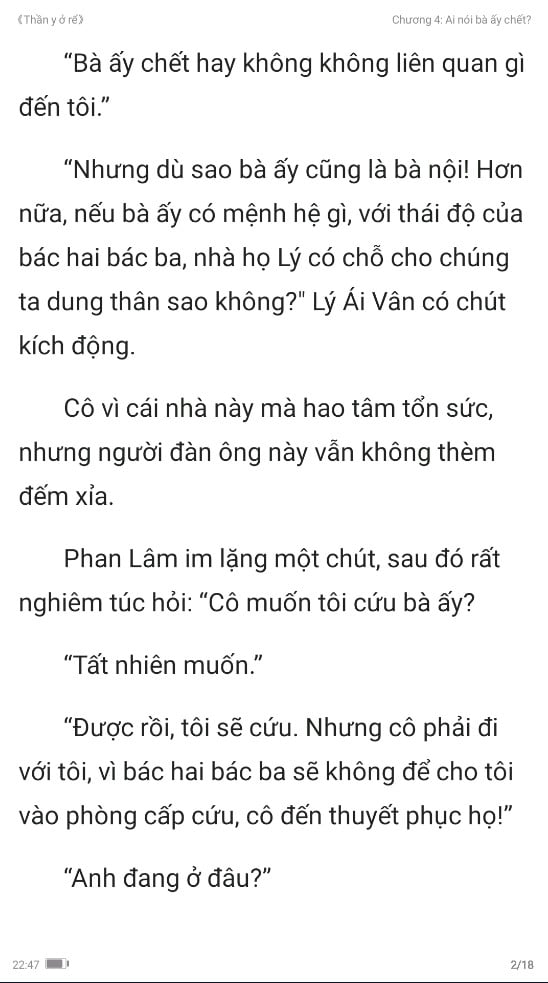 《Thần y ở rể》
Chương 4: Ai nói bà ấy chết?
“Bà ấy chết hay không không liên quan gì
đến tôi.”
“Nhưng dù sao bà ấy cũng là bà nội! Hơn
nữa, nếu bà ấy có mệnh hệ gì, với thái độ của
bác hai bác ba, nhà họ Lý có chỗ cho chúng
ta dung thân sao không?" Lý Ái Vân có chút
kích động.
Cô vì cái nhà này mà hao tâm tổn sức,
nhưng người đàn ông này vẫn không thèm
đếm xỉa.
Phan Lâm im lặng một chút, sau đó rất
nghiêm túc hỏi: “Cô muốn tôi cứu bà ấy?
“Tất nhiên muốn.”
“Được rồi, tôi sẽ cứu. Nhưng cô phải đi
với tôi, vì bác hai bác ba sẽ không để cho tôi
vào phòng cấp cứu, cô đến thuyết phục họ!”
“Anh đang ở đâu?”
22:47
2/18